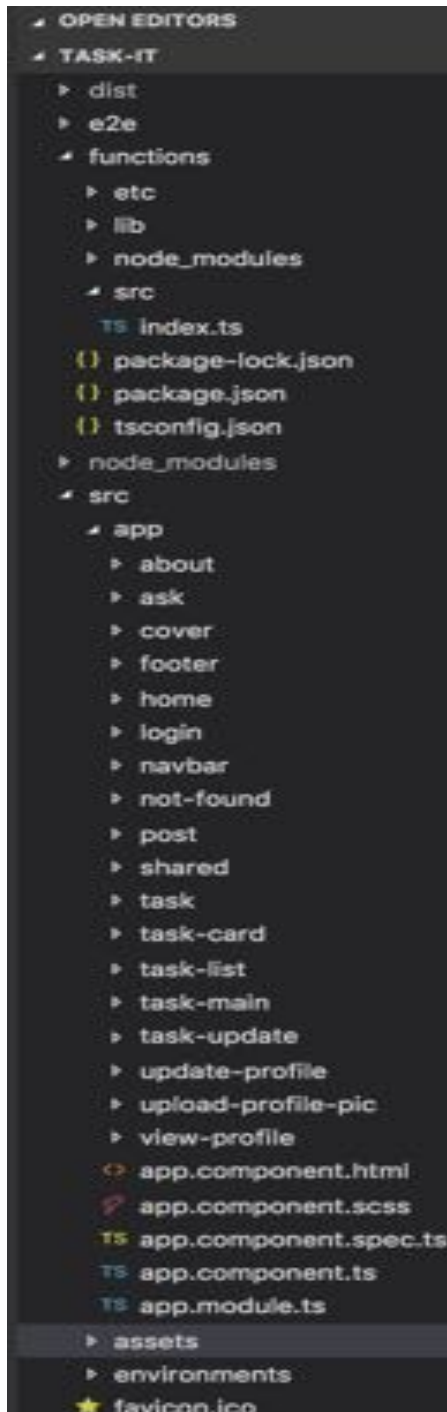 OPEN EDITORS
TASK-IT
dist
e2e
functions
etc
lib
node_modules
src
TS index.ts
{} package-lock.json
{} package.json
{} tsconfig.json
node_modules
src
app
about
ask
cover
footer
home
login
navbar
not-found
post
shared
task
task-card
task-list
task-main
task-update
update-profile
upload-profile-pic
view-profile
<> app.component.html
app.component.scss
TS app.component.spec.ts
TS app.component.ts
TS app.module.ts
assets
environments
favicon.ico